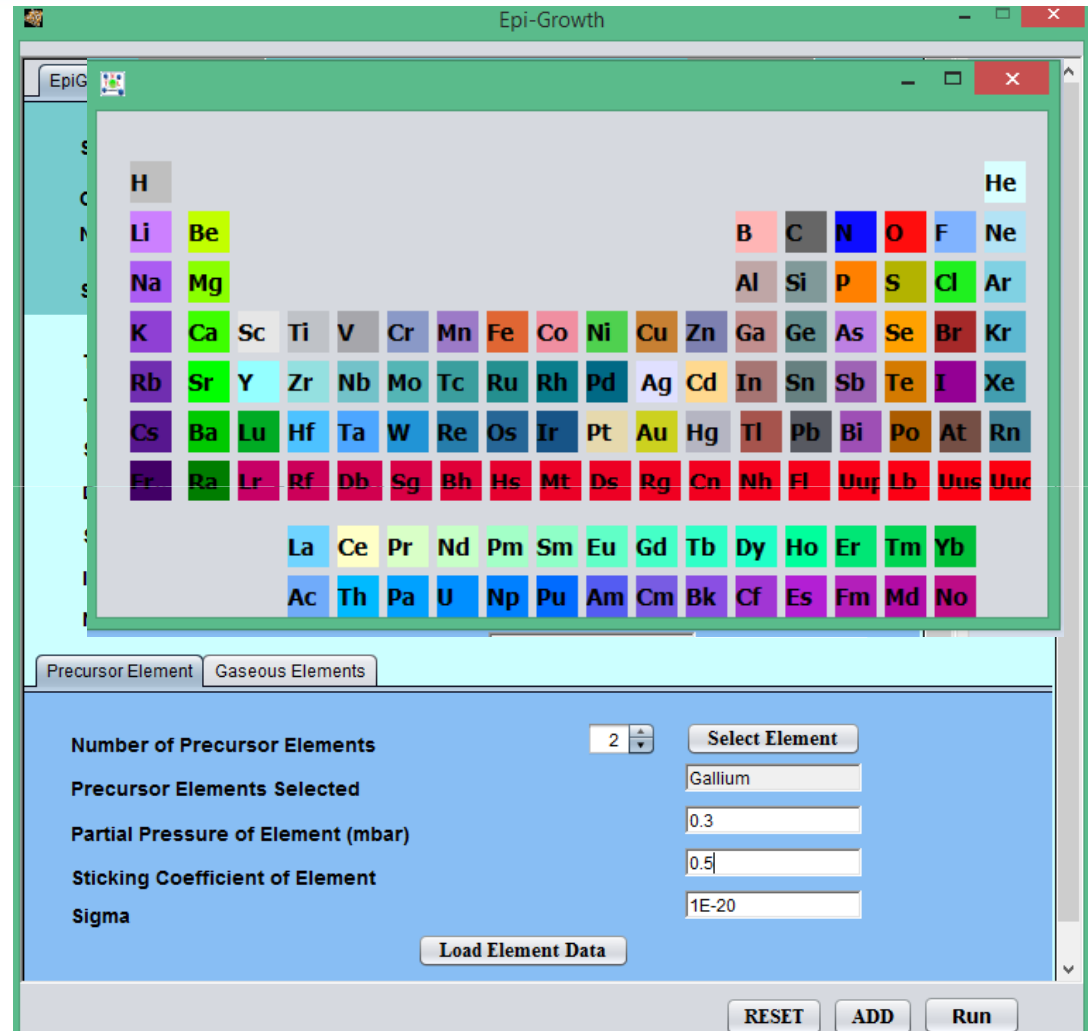 Epi-Growth
EpiG
H He
Li Be B C N O F Ne
Na Mg Al Si P S Cl Ar
K Ca Sc Ti V Cr Mn Fe Co Ni Cu Zn Ga Ge As Se Br Kr
Rb Sr Y Zr Nb Mo Tc Ru Rh Pd Ag Cd In Sn Sb Te I Xe
Cs Ba Lu Hf Ta W Re Os Ir Pt Au Hg Tl Pb Bi Po At Rn
Fr Ra Lr Rf Db Sg Bh Hs Mt Ds Rg Cn Nh Fl Uup Lb Uus Uuo
La Ce Pr Nd Pm Sm Eu Gd Tb Dy Ho Er Tm Yb
Ac Th Pa U Np Pu Am Cm Bk Cf Es Fm Md No
Precursor Element Gaseous Elements
Number of Precursor Elements 2 Select Element
Precursor Elements Selected Gallium
Partial Pressure of Element (mbar) 0.3
Sticking Coefficient of Element 0.5
Sigma 1E-20
Load Element Data
RESET ADD Run